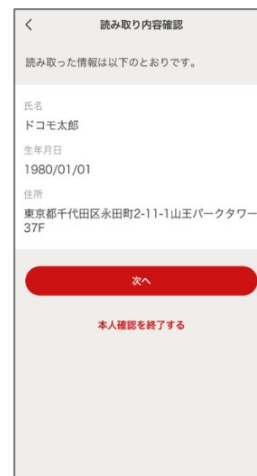 読み取り内容確認
読み取った情報は以下のとおりです。
氏名
ドコモ太郎
生年月日
1980/01/01
住所
東京都千代田区永田町2-11-1山王パークタワー
37F
次へ
本人確認を終了する